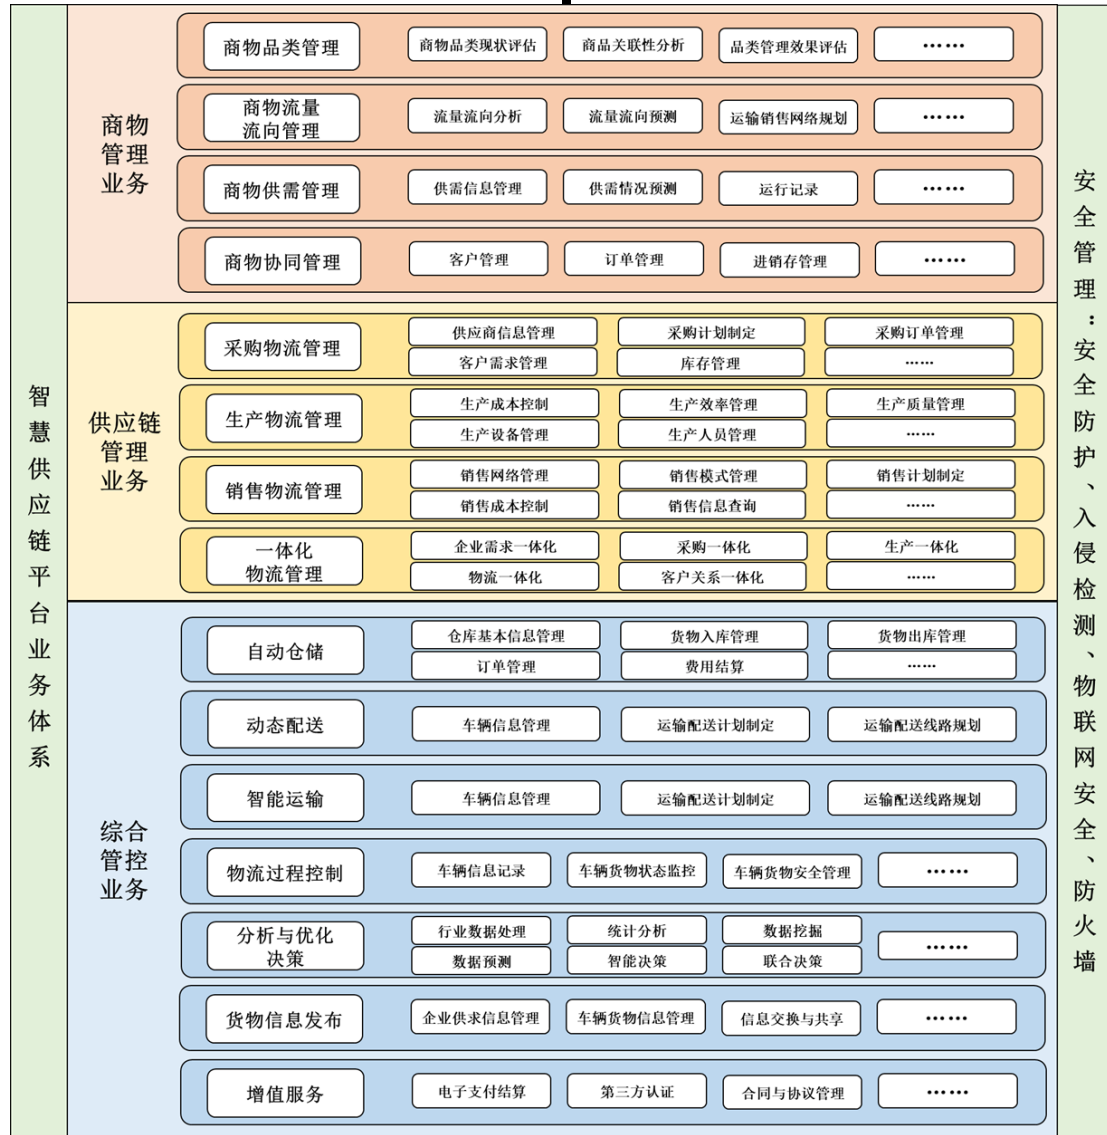 智慧供应链平台业务体系
商物
管理
业务
商物品类管理
商物品类现状评估
商品关联性分析
品类管理效果评估
……
商物流量
流向管理
流量流向分析
流量流向预测
运输销售网络规划
……
商物供需管理
供需信息管理
供需情况预测
运行记录
……
商物协同管理
客户管理
订单管理
进销存管理
……
供应链
管理
业务
采购物流管理
供应商信息管理
采购计划制定
采购订单管理
客户需求管理
库存管理
……
生产物流管理
生产成本控制
生产效率管理
生产质量管理
生产设备管理
生产人员管理
……
销售物流管理
销售网络管理
销售模式管理
销售计划制定
销售成本控制
销售信息查询
……
一体化
物流管理
企业需求一体化
采购一体化
生产一体化
物流一体化
客户关系一体化
……
综合
管控
业务
自动仓储
仓库基本信息管理
货物入库管理
货物出库管理
订单管理
费用结算
……
动态配送
车辆信息管理
运输配送计划制定
运输配送线路规划
智能运输
车辆信息管理
运输配送计划制定
运输配送线路规划
物流过程控制
车辆信息记录
车辆货物状态监控
车辆货物安全管理
……
分析与优化
决策
行业数据处理
统计分析
数据挖掘
……
数据预测
智能决策
联合决策
货物信息发布
企业供求信息管理
车辆货物信息管理
信息交换与共享
……
增值服务
电子支付结算
第三方认证
合同与协议管理
……
安全管理：安全防护、入侵检测、物联网安全、防火墙